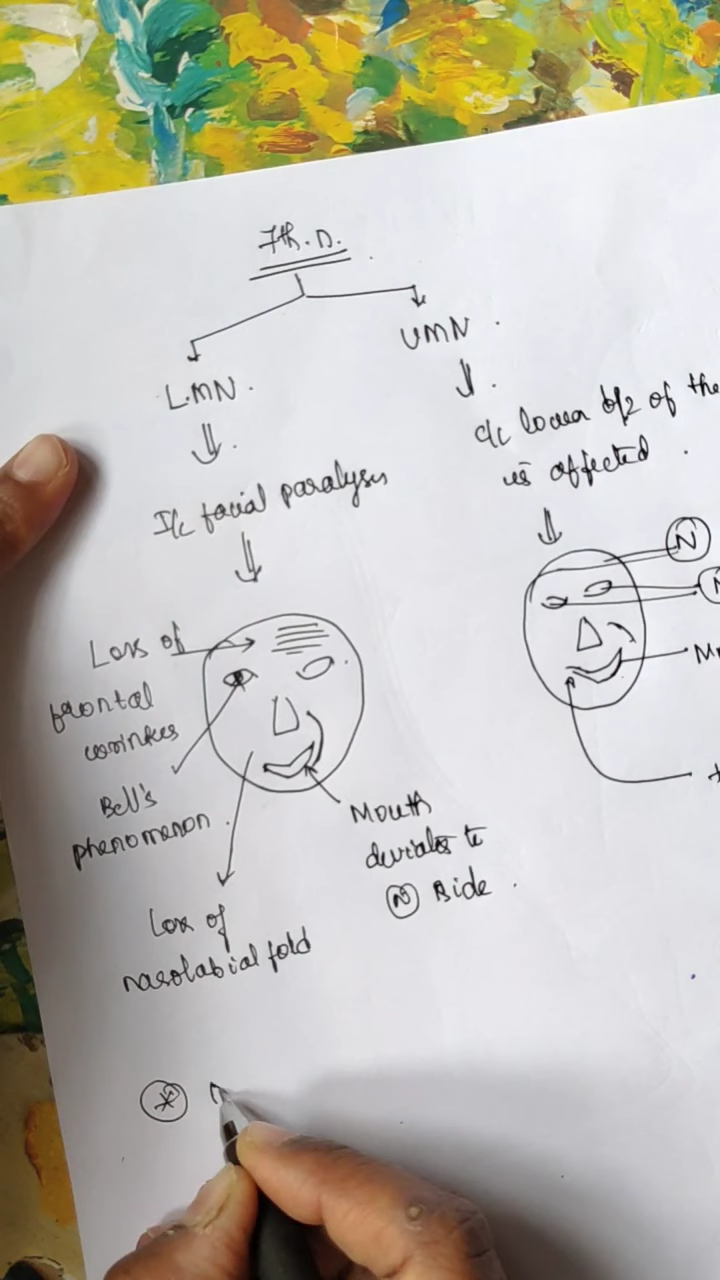 7th. N.
LMN.
UMN.
I/L facial paralysis
C/L lower 1/2 of the
is affected.
Loss of
frontal
wrinkles
Bell's
phenomenon.
Loss of
nasolabial fold
Mouth
deviates to
N side.
N
N